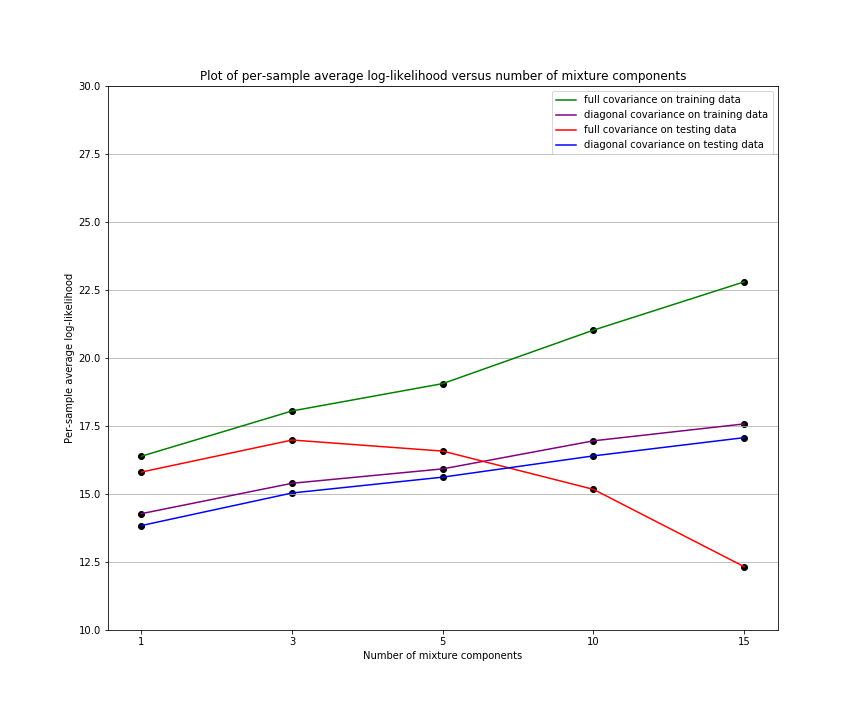 Plot of per-sample average log-likelihood versus number of mixture components
full covariance on training data
diagonal covariance on training data
full covariance on testing data
diagonal covariance on testing data
Per-sample average log-likelihood
30.0
27.5
25.0
22.5
20.0
17.5
15.0
12.5
10.0
1 3 5 10 15
Number of mixture components